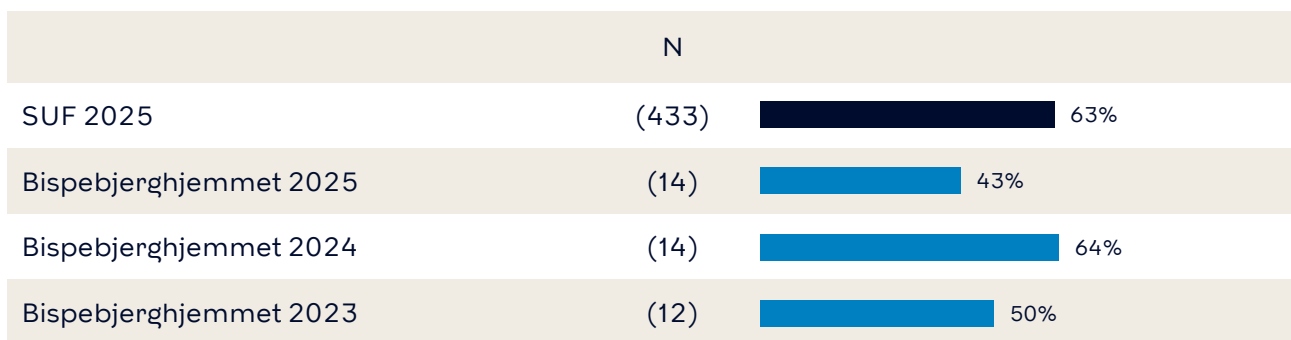 N
SUF 2025 (433) 63%
Bispebjerghjemmet 2025 (14) 43%
Bispebjerghjemmet 2024 (14) 64%
Bispebjerghjemmet 2023 (12) 50%